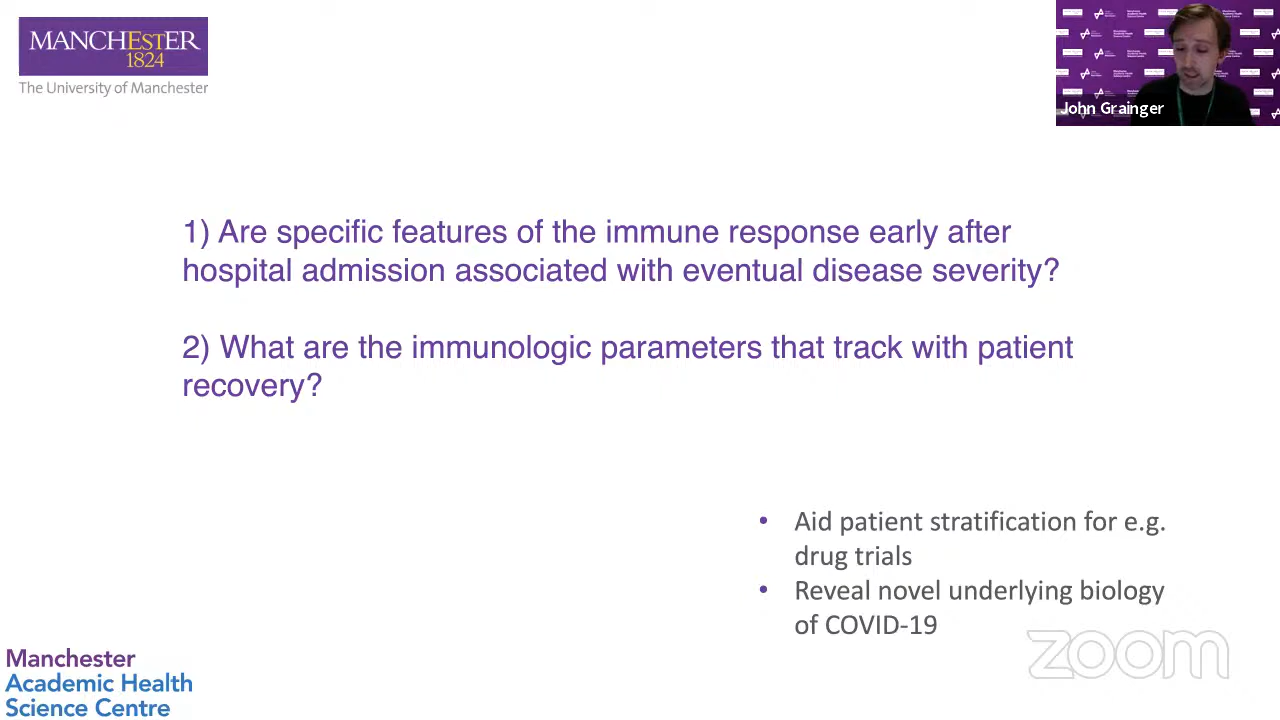 MANCHESTER
1824
The University of Manchester
John Grainger
1) Are specific features of the immune response early after
hospital admission associated with eventual disease severity?
2) What are the immunologic parameters that track with patient
recovery?
• Aid patient stratification for e.g.
drug trials
• Reveal novel underlying biology
of COVID-19
zoom
Manchester
Academic Health
Science Centre